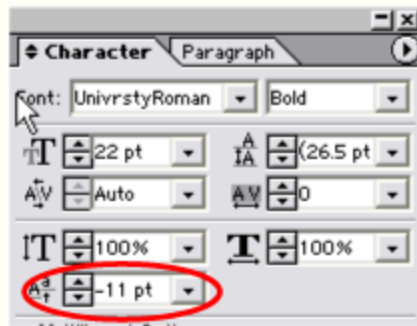 Character Paragraph
Font: UnivrstyRoman Bold
22 pt (26.5 pt
Auto 0
100% 100%
-11 pt